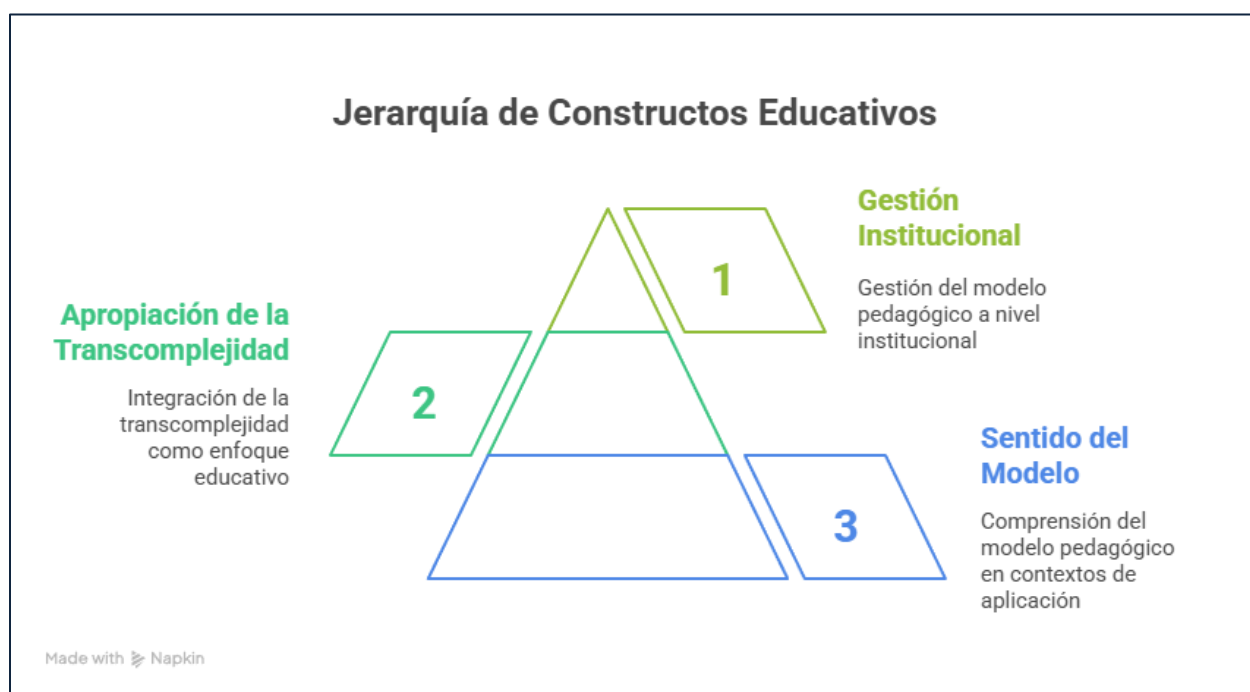 Jerarquía de Constructos Educativos
Gestión
Institucional
1
Gestión del modelo
pedagógico a nivel
institucional
Apropiación de la
Transcomplejidad
2
Integración de la
transcomplejidad
como enfoque
educativo
Sentido del
Modelo
3
Comprensión del
modelo pedagógico
en contextos de
aplicación
Made with Napkin